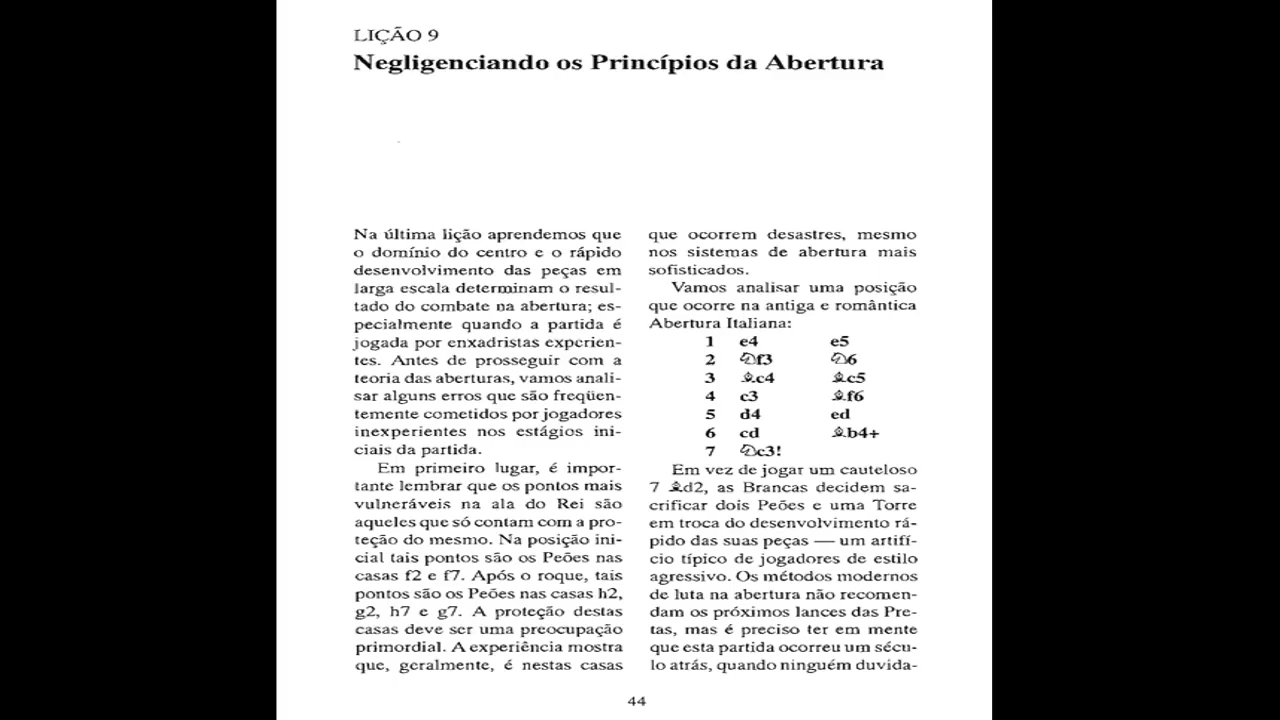 LIÇÃO 9
Negligenciando os Princípios da Abertura
Na última lição aprendemos que
o domínio do centro e o rápido
desenvolvimento das peças em
larga escala determinam o resul-
tado do combate na abertura; es-
pecialmente quando a partida é
jogada por enxadristas experien-
tes. Antes de prosseguir com a
teoria das aberturas, vamos anali-
sar alguns erros que são freqüen-
temente cometidos por jogadores
inexperientes nos estágios ini-
ciais da partida.
Em primeiro lugar, é impor-
tante lembrar que os pontos mais
vulneráveis na ala do Rei são
aqueles que só contam com a pro-
teção do mesmo. Na posição ini-
cial tais pontos são os Peões nas
casas f2 e f7. Após o roque, tais
pontos são os Peões nas casas h2,
g2, h7 e g7. A proteção destas
casas deve ser uma preocupação
primordial. A experiência mostra
que, geralmente, é nestas casas
que ocorrem desastres, mesmo
nos sistemas de abertura mais
sofisticados.
Vamos analisar uma posição
que ocorre na antiga e romântica
Abertura Italiana:
1 e4 e5
2 ♘f3 ♘6
3 ♗c4 ♗c5
4 c3 ♗f6
5 d4 ed
6 cd ♗b4+
7 ♘c3!
Em vez de jogar um cauteloso
7 ♗d2, as Brancas decidem sa-
crificar dois Peões e uma Torre
em troca do desenvolvimento rá-
pido das suas peças — um artifí-
cio típico de jogadores de estilo
agressivo. Os métodos modernos
de luta na abertura não recomen-
dam os próximos lances das Pre-
tas, mas é preciso ter em mente
que esta partida ocorreu um sécu-
lo atrás, quando ninguém duvida-
44